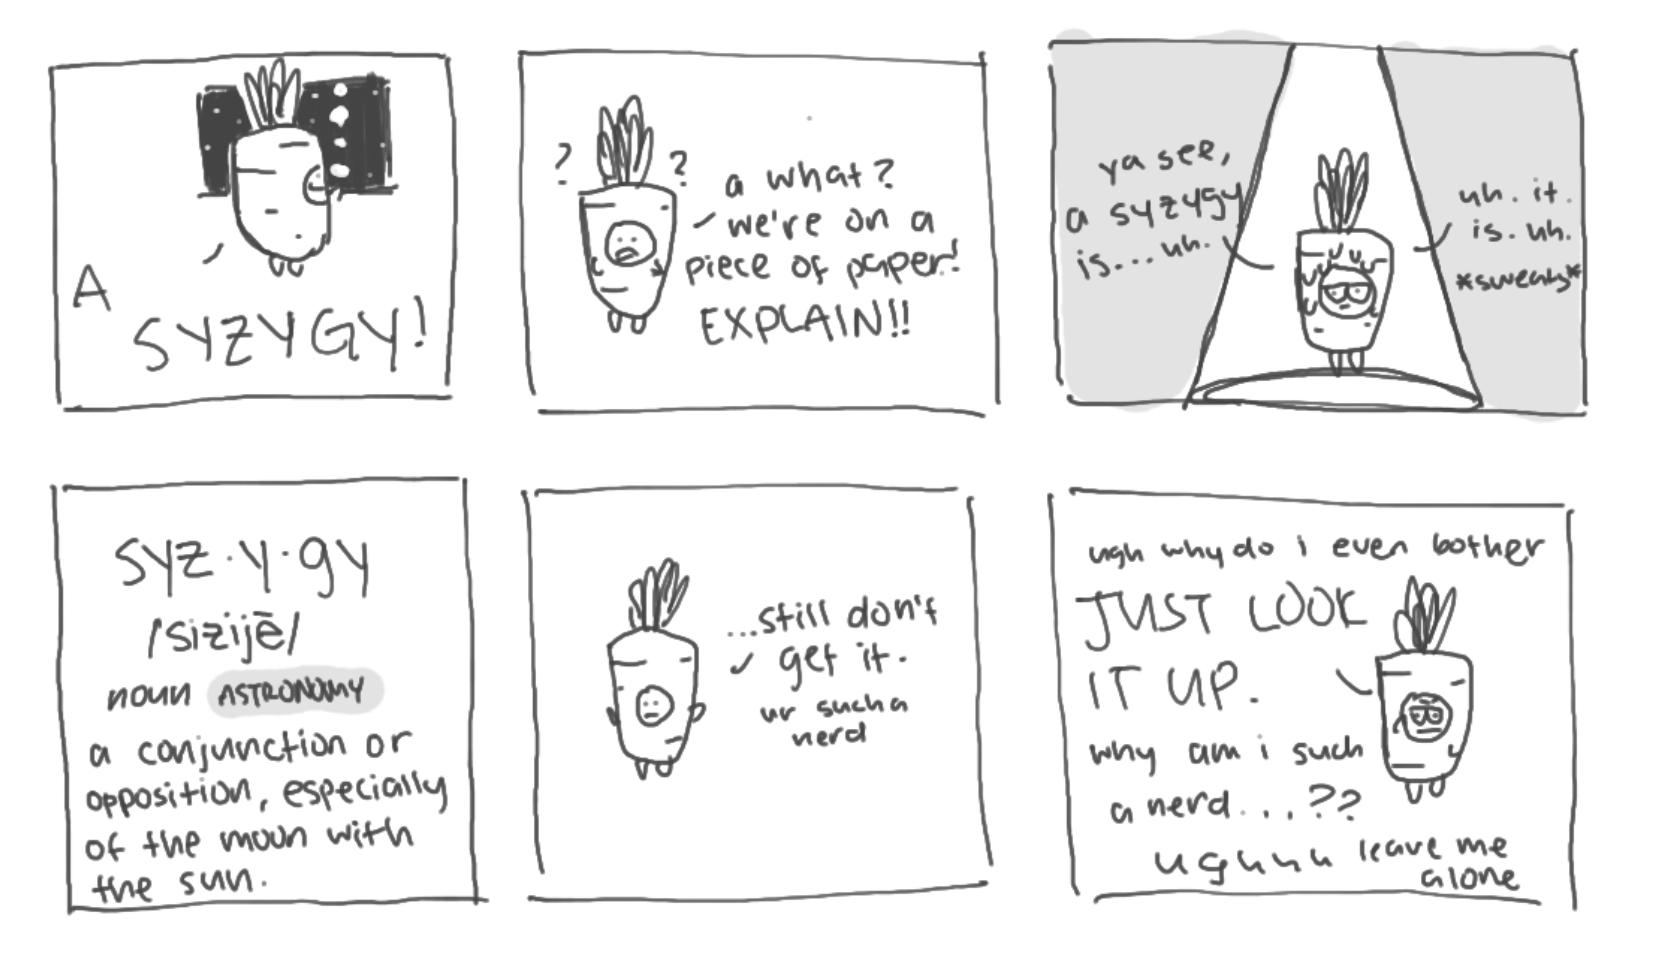 A
SYZYGY!
? ?
a what?
we're on a
piece of paper!
EXPLAIN!!
ya see,
a syzygy
is... uh.
uh. it.
is. uh.
*sweats*
syz·y·gy
/sizijē/
noun ASTRONOMY
a conjunction or
opposition, especially
of the moon with
the sun.
...still don't
get it.
ur such a
nerd
ugh why do i even bother
JUST LOOK
IT UP.
why am i such
a nerd...??
ughhh leave me
alone